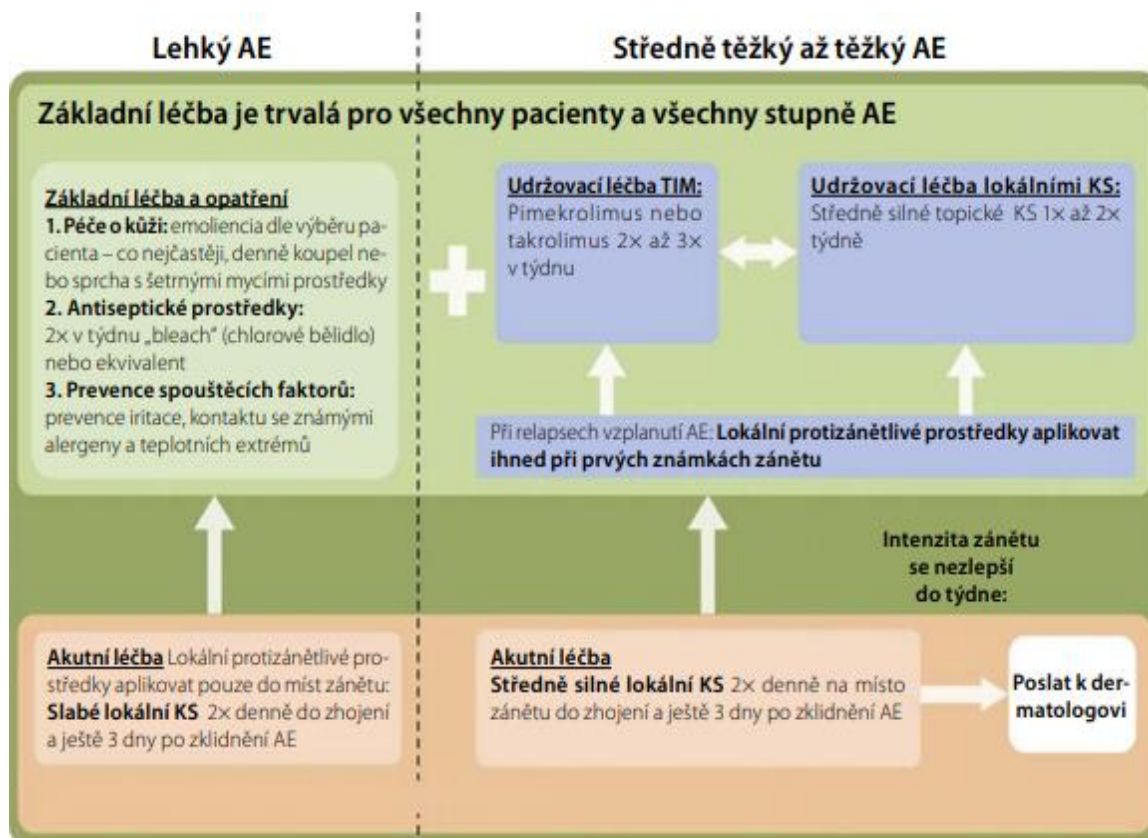 Lehký AE
Středně těžký až těžký AE
Základní léčba je trvalá pro všechny pacienty a všechny stupně AE
Základní léčba a opatření
1. Péče o kůži: emoliencia dle výběru pa-
cienta – co nejčastěji, denně koupel ne-
bo sprcha s šetrnými mycími prostředky
2. Antiseptické prostředky:
2× v týdnu „bleach“ (chlorové bělidlo)
nebo ekvivalent
3. Prevence spouštěcích faktorů:
prevence iritace, kontaktu se známými
alergeny a teplotních extrémů
Udržovací léčba TIM:
Pimekrolimus nebo
takrolimus 2× až 3×
v týdnu
Udržovací léčba lokálními KS:
Středně silné topické KS 1× až 2×
týdně
Při relapsech vzplanutí AE: Lokální protizánětlivé prostředky aplikovat
ihned při prvých známkách zánětu
Intenzita zánětu
se nezlepší
do týdne:
Akutní léčba Lokální protizánětlivé pro-
středky aplikovat pouze do míst zánětu:
Slabé lokální KS 2× denně do zhojení
a ještě 3 dny po zklidnění AE
Akutní léčba
Středně silné lokální KS 2× denně na místo
zánětu do zhojení a ještě 3 dny po zklidnění AE
Poslat k der-
matologovi